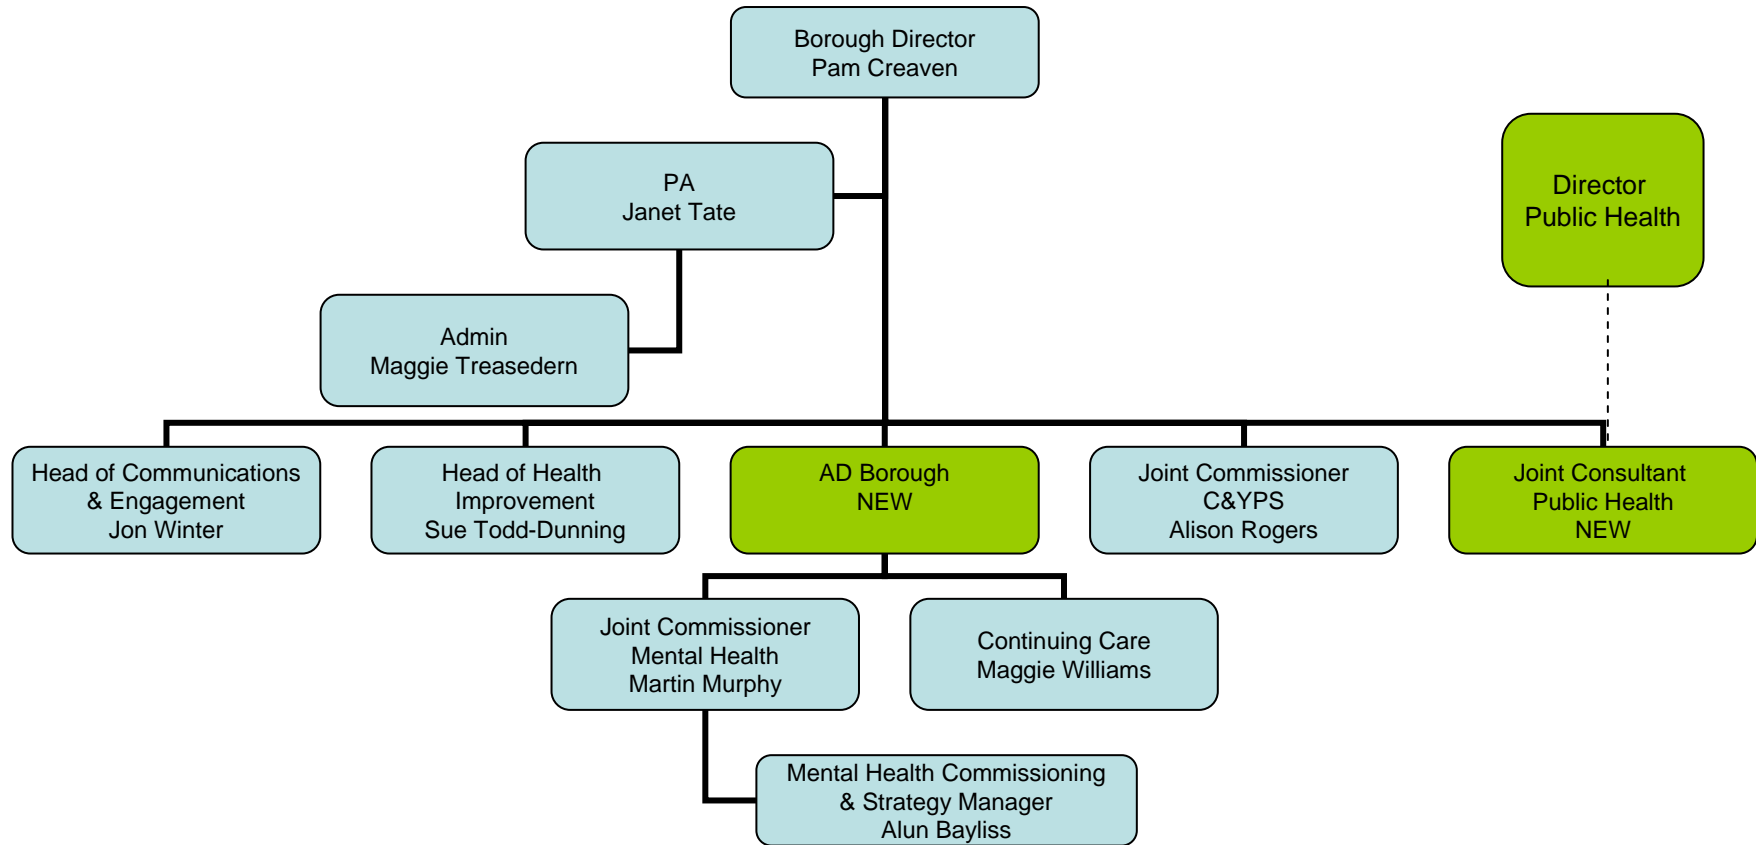 Borough Director
Pam Creaven
PA
Janet Tate
Director
Public Health
Admin
Maggie Treasedern
Head of Communications
& Engagement
Jon Winter
Head of Health
Improvement
Sue Todd-Dunning
AD Borough
NEW
Joint Commissioner
C&YPS
Alison Rogers
Joint Consultant
Public Health
NEW
Joint Commissioner
Mental Health
Martin Murphy
Continuing Care
Maggie Williams
Mental Health Commissioning
& Strategy Manager
Alun Bayliss